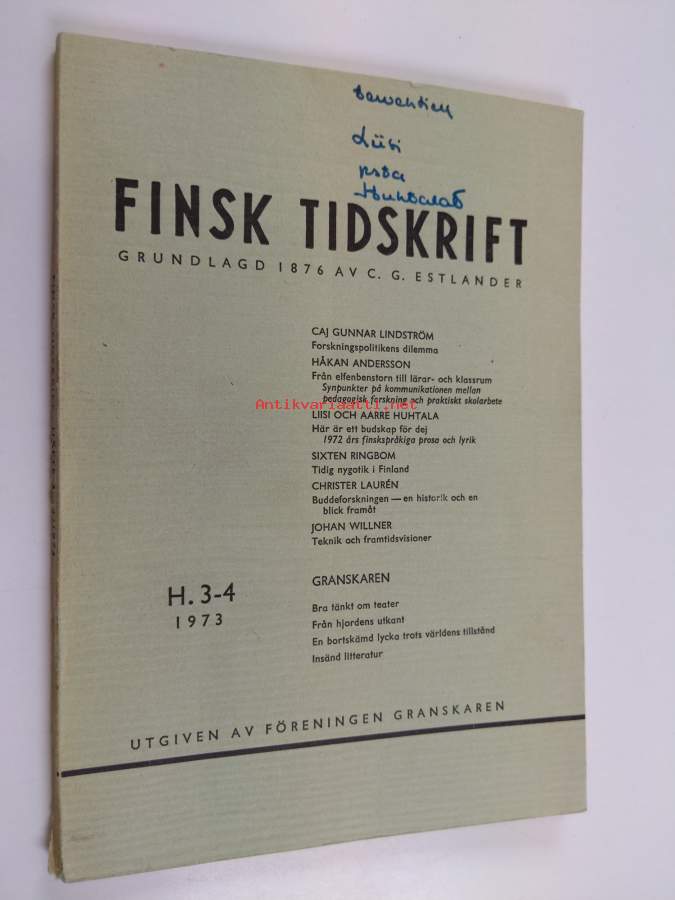 Liisi
Huhtala
FINSK TIDSKRIFT
GRUNDLAGD 1876 AV C. G. ESTLANDER
CAJ GUNNAR LINDSTRÖM
Forskningspolitikens dilemma
HÅKAN ANDERSSON
Från elfenbenstorn till lärar- och klassrum
Synpunkter på kommunikationen mellan
pedagogisk forskning och praktiskt skolarbete
Antikvariaatti.net
LIISI OCH AARRE HUHTALA
Här är ett budskap för dej
1972 års finskspråkiga prosa och lyrik
SIXTEN RINGBOM
Tidig nygotik i Finland
CHRISTER LAURÉN
Buddeforskningen — en historik och en
blick framåt
JOHAN WILLNER
Teknik och framtidsvisioner
H. 3-4
1973
GRANSKAREN
Bra tänkt om teater
Från hjordens utkant
En bortskämd lycka trots världens tillstånd
Insänd litteratur
UTGIVEN AV FÖRENINGEN GRANSKAREN